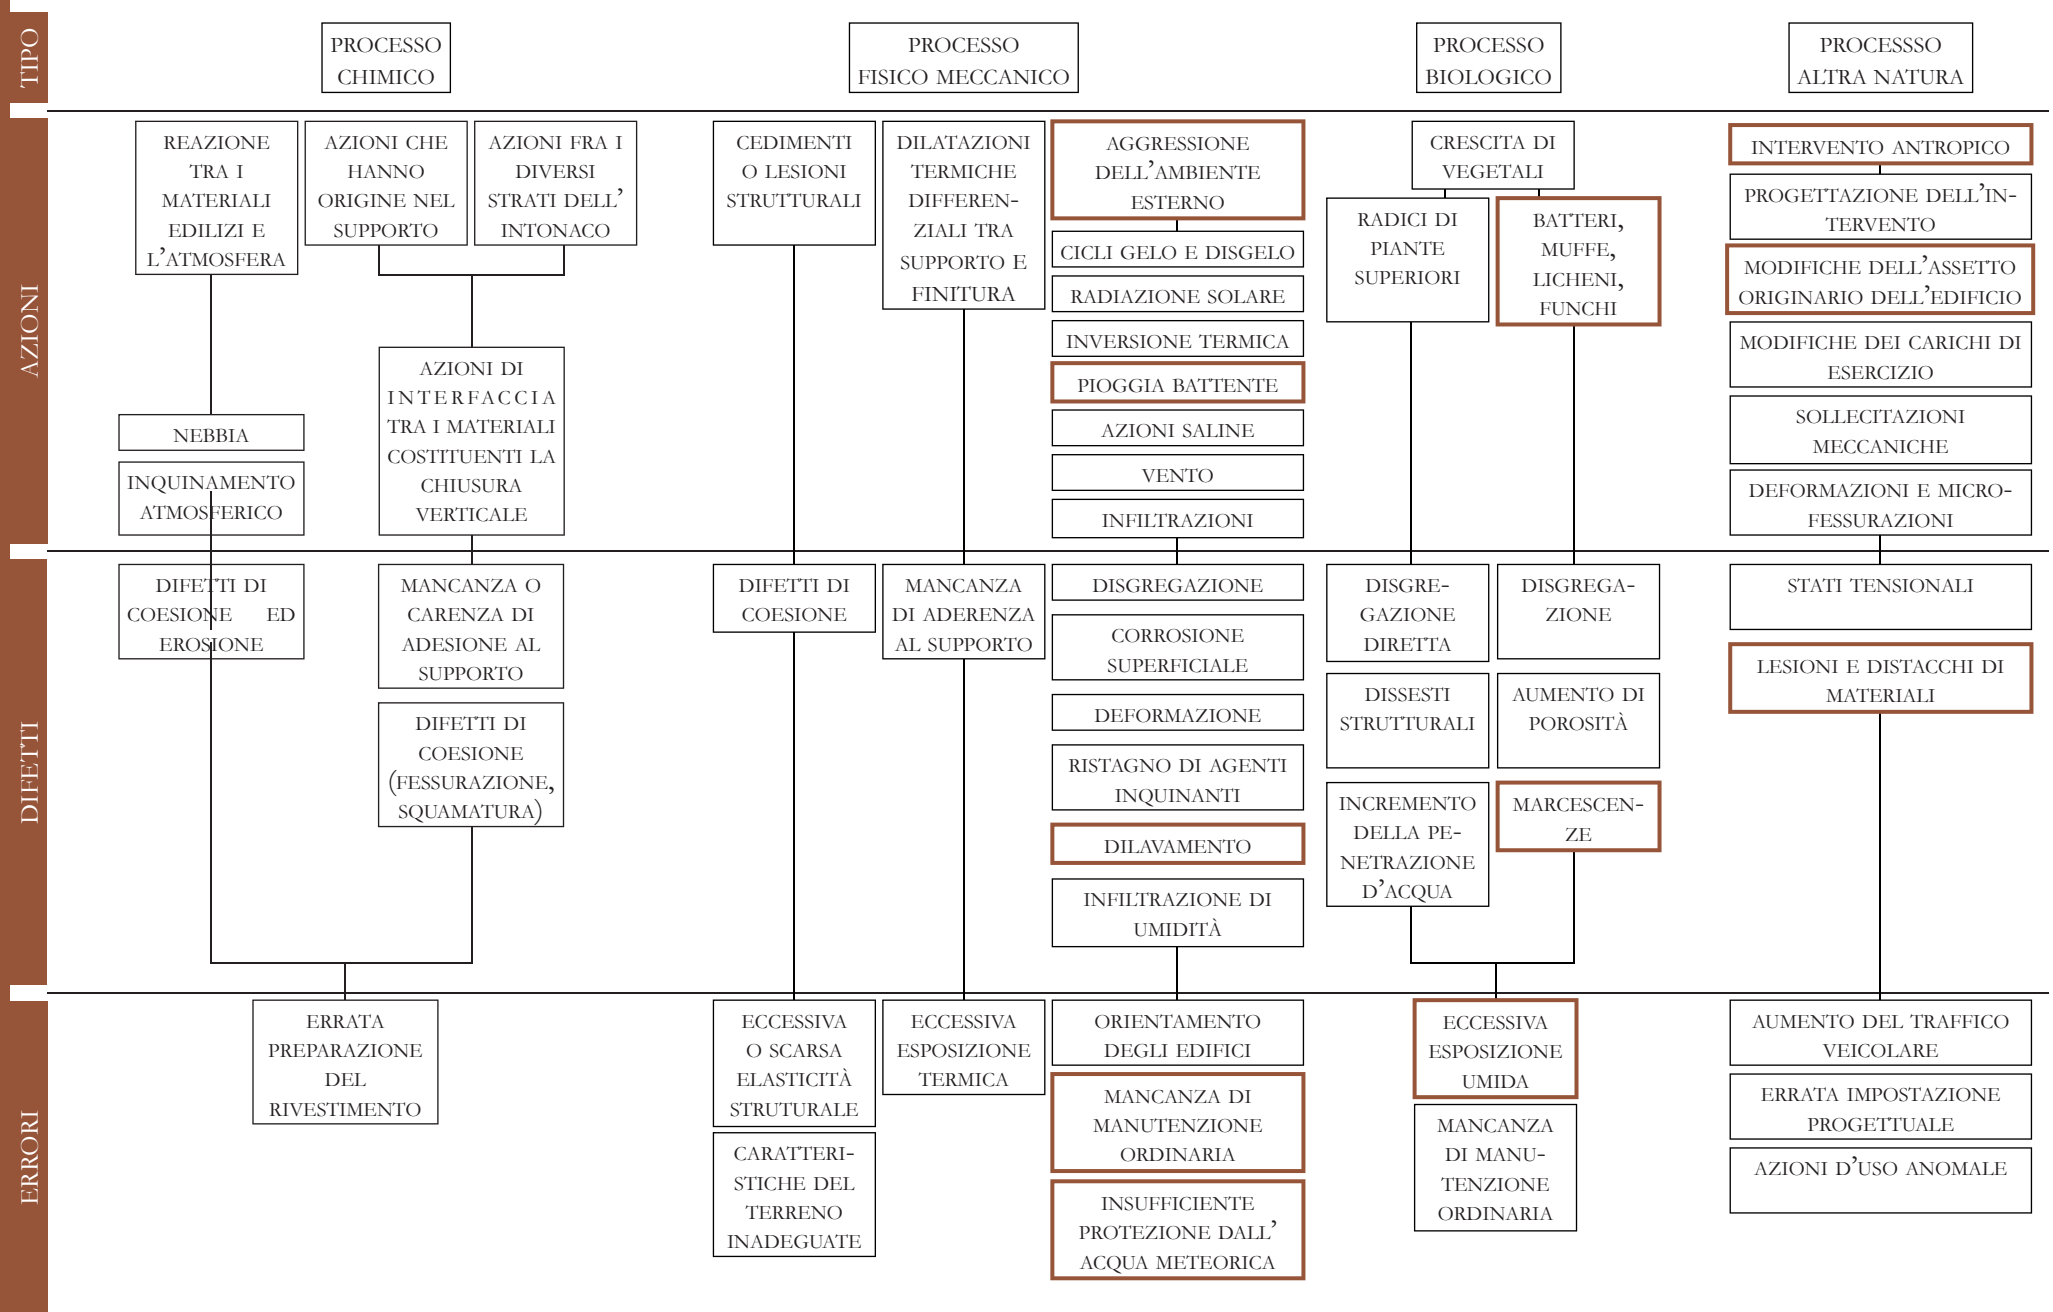 TIPO
PROCESSO
CHIMICO
PROCESSO
FISICO MECCANICO
PROCESSO
BIOLOGICO
PROCESSSO
ALTRA NATURA
AZIONI
REAZIONE
TRA I
MATERIALI
EDILIZI E
L'ATMOSFERA
AZIONI CHE
HANNO
ORIGINE NEL
SUPPORTO
AZIONI FRA I
DIVERSI
STRATI DELL'
INTONACO
NEBBIA
INQUINAMENTO
ATMOSFERICO
AZIONI DI
INTERFACCIA
TRA I MATERIALI
COSTITUENTI LA
CHIUSURA
VERTICALE
CEDIMENTI
O LESIONI
STRUTTURALI
DILATAZIONI
TERMICHE
DIFFEREN-
ZIALI TRA
SUPPORTO E
FINITURA
AGGRESSIONE
DELL'AMBIENTE
ESTERNO
CICLI GELO E DISGELO
RADIAZIONE SOLARE
INVERSIONE TERMICA
PIOGGIA BATTENTE
AZIONI SALINE
VENTO
INFILTRAZIONI
CRESCITA DI
VEGETALI
RADICI DI
PIANTE
SUPERIORI
BATTERI,
MUFFE,
LICHENI,
FUNCHI
INTERVENTO ANTROPICO
PROGETTAZIONE DELL'IN-
TERVENTO
MODIFICHE DELL'ASSETTO
ORIGINARIO DELL'EDIFICIO
MODIFICHE DEI CARICHI DI
ESERCIZIO
SOLLECITAZIONI
MECCANICHE
DEFORMAZIONI E MICRO-
FESSURAZIONI
DIFETTI
DIFETTI DI
COESIONE ED
EROSIONE
MANCANZA O
CARENZA DI
ADESIONE AL
SUPPORTO
DIFETTI DI
COESIONE
(FESSURAZIONE,
SQUAMATURA)
DIFETTI DI
COESIONE
MANCANZA
DI ADERENZA
AL SUPPORTO
DISGREGAZIONE
CORROSIONE
SUPERFICIALE
DEFORMAZIONE
RISTAGNO DI AGENTI
INQUINANTI
DILAVAMENTO
INFILTRAZIONE DI
UMIDITÀ
DISGRE-
GAZIONE
DIRETTA
DISSESTI
STRUTTURALI
INCREMENTO
DELLA PE-
NETRAZIONE
D'ACQUA
DISGREGA-
ZIONE
AUMENTO DI
POROSITÀ
MARCESCEN-
ZE
STATI TENSIONALI
LESIONI E DISTACCHI DI
MATERIALI
ERRORI
ERRATA
PREPARAZIONE
DEL
RIVESTIMENTO
ECCESSIVA
O SCARSA
ELASTICITÀ
STRUTURALE
CARATTERI-
STICHE DEL
TERRENO
INADEGUATE
ECCESSIVA
ESPOSIZIONE
TERMICA
ORIENTAMENTO
DEGLI EDIFICI
MANCANZA DI
MANUTENZIONE
ORDINARIA
INSUFFICIENTE
PROTEZIONE DALL'
ACQUA METEORICA
ECCESSIVA
ESPOSIZIONE
UMIDA
MANCANZA
DI MANU-
TENZIONE
ORDINARIA
AUMENTO DEL TRAFFICO
VEICOLARE
ERRATA IMPOSTAZIONE
PROGETTUALE
AZIONI D'USO ANOMALE